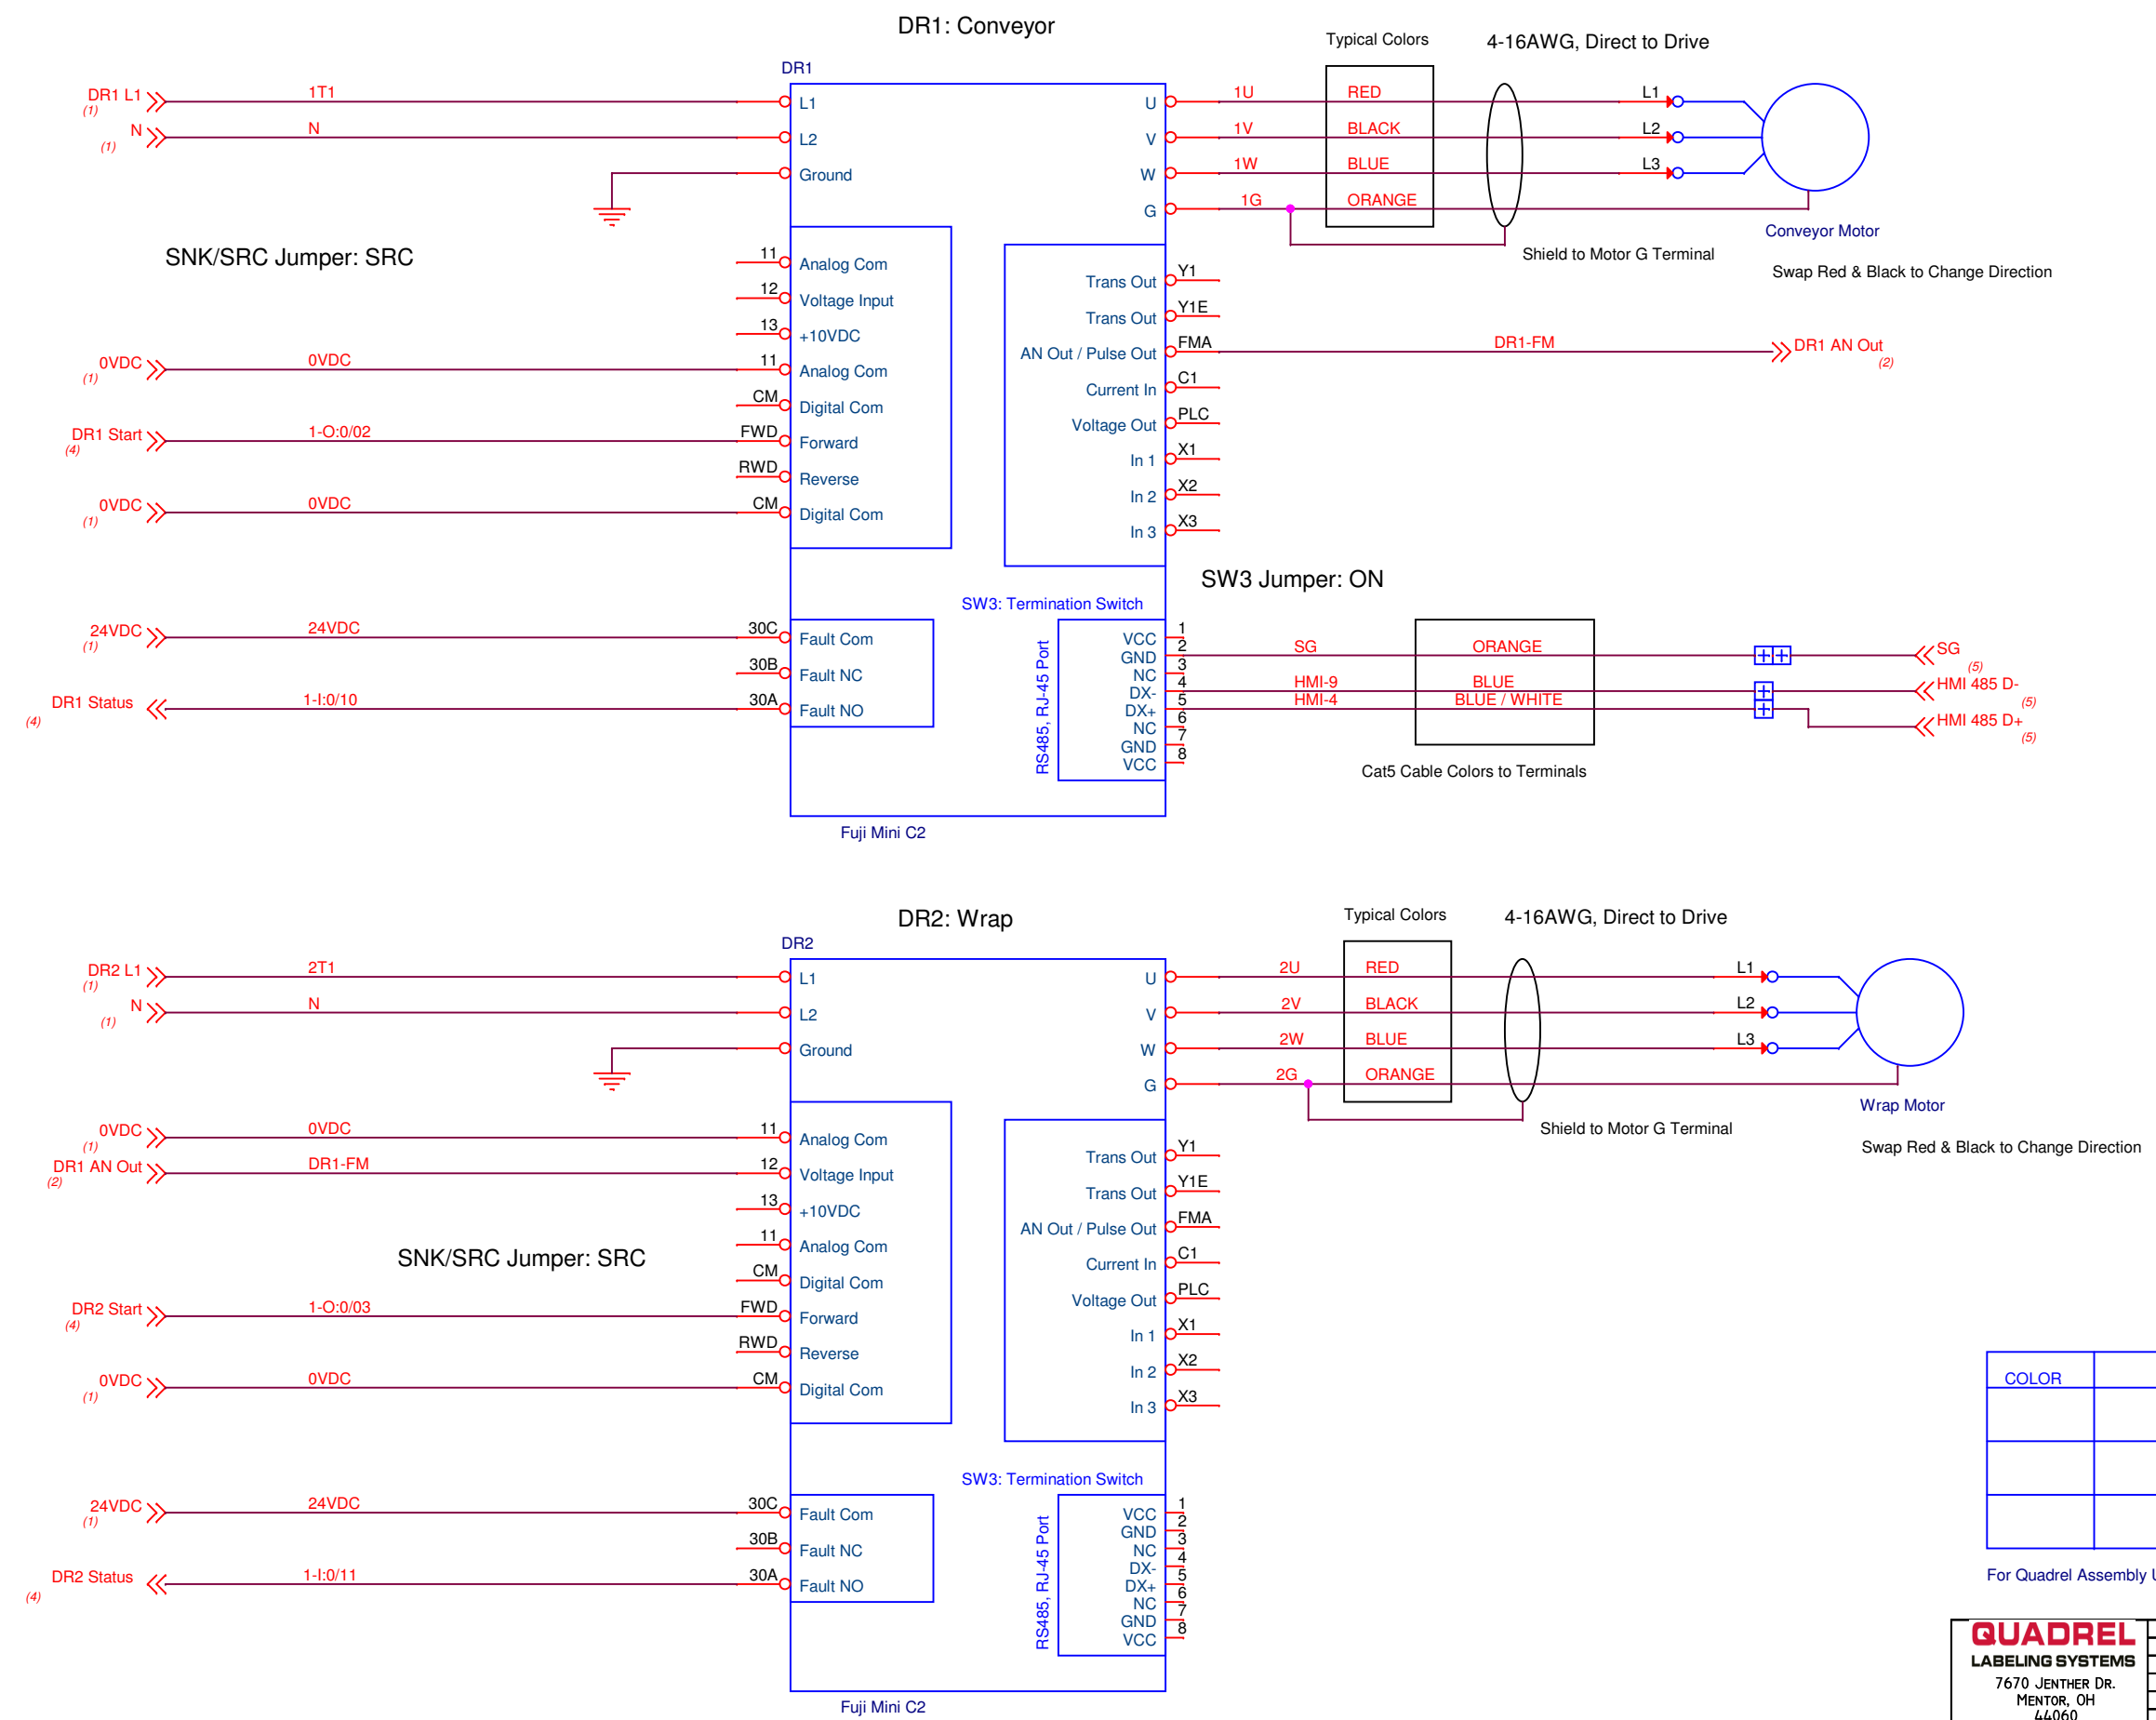 DR1: Conveyor
Typical Colors
4-16AWG, Direct to Drive
DR1
DR1 L1
(1)
1T1
L1
U
1U
RED
L1
N
(1)
N
L2
V
1V
BLACK
L2
Ground
W
1W
BLUE
L3
G
1G
ORANGE
Conveyor Motor
Shield to Motor G Terminal
Swap Red & Black to Change Direction
SNK/SRC Jumper: SRC
11
Analog Com
12
Voltage Input
13
+10VDC
0VDC
(1)
0VDC
11
Analog Com
CM
Digital Com
DR1 Start
(4)
1-O:0/02
FWD
Forward
RWD
Reverse
0VDC
(1)
0VDC
CM
Digital Com
Trans Out
Y1
Trans Out
Y1E
AN Out / Pulse Out
FMA
DR1-FM
DR1 AN Out
(2)
Current In
C1
Voltage Out
PLC
In 1
X1
In 2
X2
In 3
X3
SW3 Jumper: ON
SW3: Termination Switch
24VDC
(1)
24VDC
30C
Fault Com
30B
Fault NC
DR1 Status
(4)
1-I:0/10
30A
Fault NO
RS485, RJ-45 Port
VCC
1
GND
2
SG
ORANGE
SG
(5)
NC
3
DX-
4
HMI-9
BLUE
HMI 485 D-
(5)
DX+
5
HMI-4
BLUE / WHITE
HMI 485 D+
(5)
NC
6
GND
7
VCC
8
Cat5 Cable Colors to Terminals
Fuji Mini C2
DR2: Wrap
Typical Colors
4-16AWG, Direct to Drive
DR2
DR2 L1
(1)
2T1
L1
U
2U
RED
L1
N
(1)
N
L2
V
2V
BLACK
L2
Ground
W
2W
BLUE
L3
G
2G
ORANGE
Wrap Motor
Shield to Motor G Terminal
Swap Red & Black to Change Direction
0VDC
(1)
0VDC
11
Analog Com
DR1 AN Out
(2)
DR1-FM
12
Voltage Input
13
+10VDC
11
Analog Com
SNK/SRC Jumper: SRC
CM
Digital Com
DR2 Start
(4)
1-O:0/03
FWD
Forward
RWD
Reverse
0VDC
(1)
0VDC
CM
Digital Com
Trans Out
Y1
Trans Out
Y1E
AN Out / Pulse Out
FMA
Current In
C1
Voltage Out
PLC
In 1
X1
In 2
X2
In 3
X3
COLOR
SW3: Termination Switch
24VDC
(1)
24VDC
30C
Fault Com
30B
Fault NC
DR2 Status
(4)
1-I:0/11
30A
Fault NO
RS485, RJ-45 Port
VCC
1
GND
2
NC
3
DX-
4
DX+
5
NC
6
GND
7
VCC
8
Fuji Mini C2
For Quadrel Assembly
QUADREL
LABELING SYSTEMS
7670 JENTHER DR.
MENTOR, OH
44060